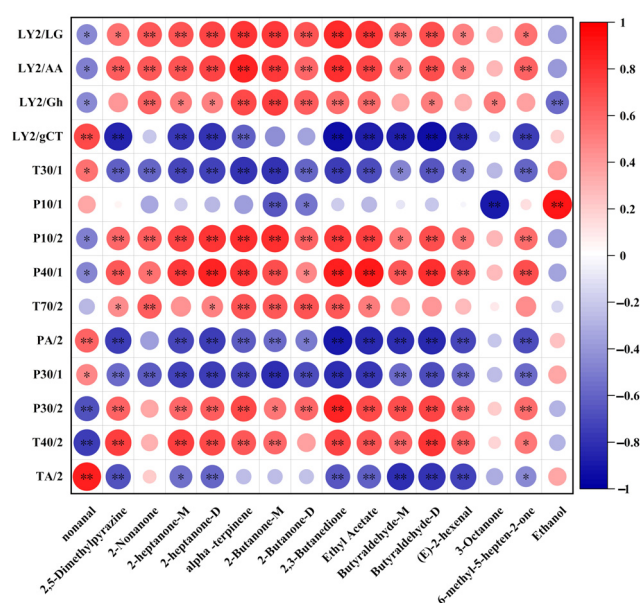 LY2/LG * * ** ** ** ** ** ** ** ** ** ** * *
LY2/AA * ** ** ** ** ** ** ** ** ** * ** * **
LY2/Gh * ** * * ** ** ** ** ** * * **
LY2/gCT ** ** ** ** ** ** ** ** ** ** **
T30/1 * ** ** ** ** ** ** ** ** ** * ** * **
P10/1 ** * ** **
P10/2 * ** ** ** ** ** ** ** ** ** * ** * **
P40/1 * ** * ** ** ** ** * ** ** ** ** ** **
T70/2 * ** * ** ** ** ** *
PA/2 ** ** ** ** ** ** * ** ** ** ** ** **
P30/1 * ** ** ** ** ** ** ** ** ** ** ** ** **
P30/2 ** ** ** ** ** * ** ** ** ** ** ** **
T40/2 ** ** ** ** ** ** ** ** ** ** ** *
TA/2 ** ** * ** ** ** ** ** ** *
nonanal
2,5-Dimethylpyrazine
2-Nonanone
2-heptanone-M
2-heptanone-D
alpha -terpinene
2-Butanone-M
2-Butanone-D
2,3-Butanedione
Ethyl Acetate
Butyraldehyde-M
Butyraldehyde-D
(E)-2-hexenal
3-Octanone
6-methyl-5-hepten-2-one
Ethanol
1
0.8
0.6
0.4
0.2
0
−0.2
−0.4
−0.6
−0.8
−1